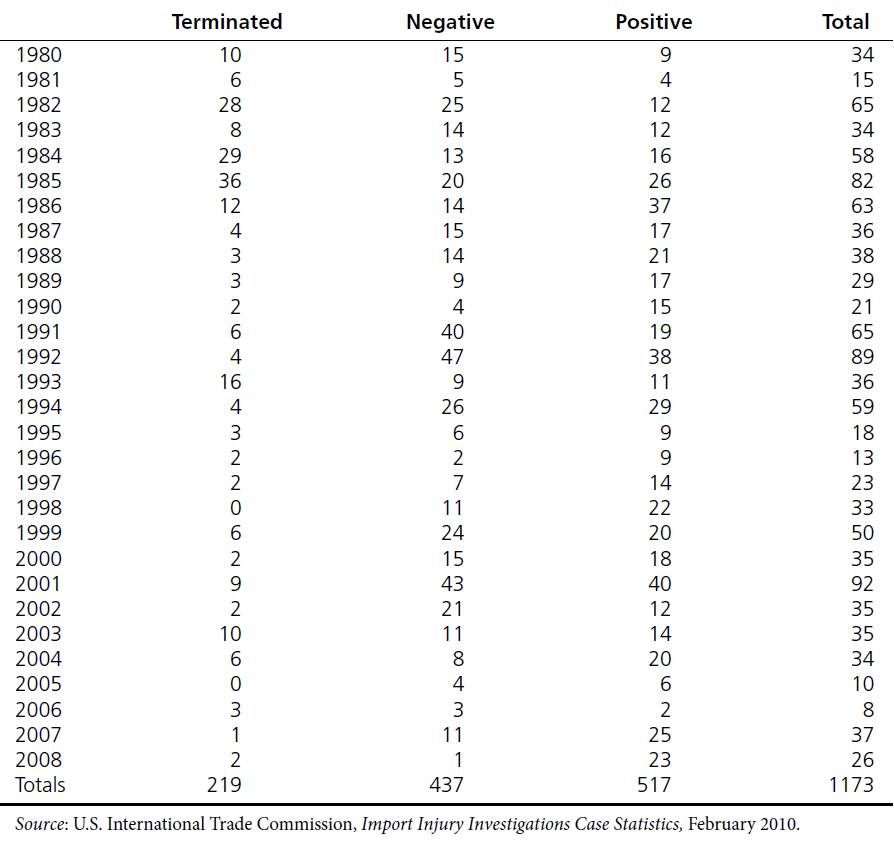 Terminated Negative Positive Total
1980 10 15 9 34
1981 6 5 4 15
1982 28 25 12 65
1983 8 14 12 34
1984 29 13 16 58
1985 36 20 26 82
1986 12 14 37 63
1987 4 15 17 36
1988 3 14 21 38
1989 3 9 17 29
1990 2 4 15 21
1991 6 40 19 65
1992 4 47 38 89
1993 16 9 11 36
1994 4 26 29 59
1995 3 6 9 18
1996 2 2 9 13
1997 2 7 14 23
1998 0 11 22 33
1999 6 24 20 50
2000 2 15 18 35
2001 9 43 40 92
2002 2 21 12 35
2003 10 11 14 35
2004 6 8 20 34
2005 0 4 6 10
2006 3 3 2 8
2007 1 11 25 37
2008 2 1 23 26
Totals 219 437 517 1173
Source: U.S. International Trade Commission, Import Injury Investigations Case Statistics, February 2010.